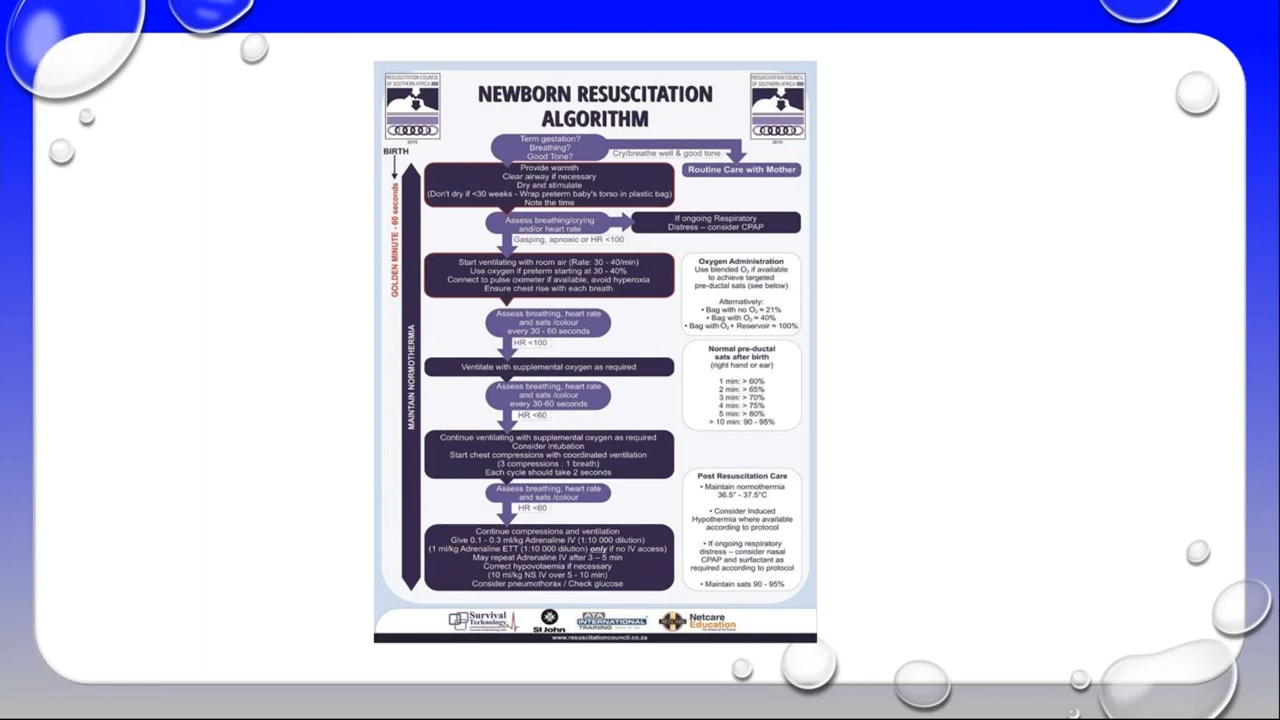 RESUSCITATION COUNCIL
OF SOUTHERN AFRICA
2015
RESUSCITATION COUNCIL
OF SOUTHERN AFRICA
NEWBORN RESUSCITATION
ALGORITHM
BIRTH
GOLDEN MINUTE - 60 seconds
MAINTAIN NORMOTHERMIA
Term gestation?
Breathing?
Good Tone?
Cry/breathe well & good tone
Routine Care with Mother
Provide warmth
Clear airway if necessary
Dry and stimulate
(Don't dry if <30 weeks - Wrap preterm baby's torso in plastic bag)
Note the time
Assess breathing/crying
and/or heart rate
If ongoing Respiratory
Distress – consider CPAP
Gasping, apnoeic or HR <100
Start ventilating with room air (Rate: 30 - 40/min)
Use oxygen if preterm starting at 30 - 40%
Connect to pulse oximeter if available, avoid hyperoxia
Ensure chest rise with each breath
Assess breathing, heart rate
and sats /colour
every 30 - 60 seconds
HR <100
Ventilate with supplemental oxygen as required
Assess breathing, heart rate
and sats /colour
every 30-60 seconds
HR <60
Continue ventilating with supplemental oxygen as required
Consider intubation
Start chest compressions with coordinated ventilation
(3 compressions : 1 breath)
Each cycle should take 2 seconds
Assess breathing, heart rate
and sats /colour
HR <60
Continue compressions and ventilation
Give 0.1 - 0.3 ml/kg Adrenaline IV (1:10 000 dilution)
(1 ml/kg Adrenaline ETT (1:10 000 dilution) only if no IV access)
May repeat Adrenaline IV after 3 – 5 min
Correct hypovolaemia if necessary
(10 ml/kg NS IV over 5 - 10 min)
Consider pneumothorax / Check glucose
Oxygen Administration
Use blended O₂ if available
to achieve targeted
pre-ductal sats (see below)
Alternatively:
• Bag with no O₂ ≈ 21%
• Bag with O₂ ≈ 40%
• Bag with O₂ + Reservoir ≈ 100%
Normal pre-ductal
sats after birth
(right hand or ear)
1 min: > 60%
2 min: > 65%
3 min: > 70%
4 min: > 75%
5 min: > 80%
> 10 min: 90 - 95%
Post Resuscitation Care
• Maintain normothermia
36.5° - 37.5°C
• Consider Induced
Hypothermia where available
according to protocol
• If ongoing respiratory
distress – consider nasal
CPAP and surfactant as
required according to protocol
• Maintain sats 90 - 95%
Survival
Technology
St John
ATA
INTERNATIONAL
TRAINING
NETCARE
Netcare
Education
www.resuscitationcouncil.co.za